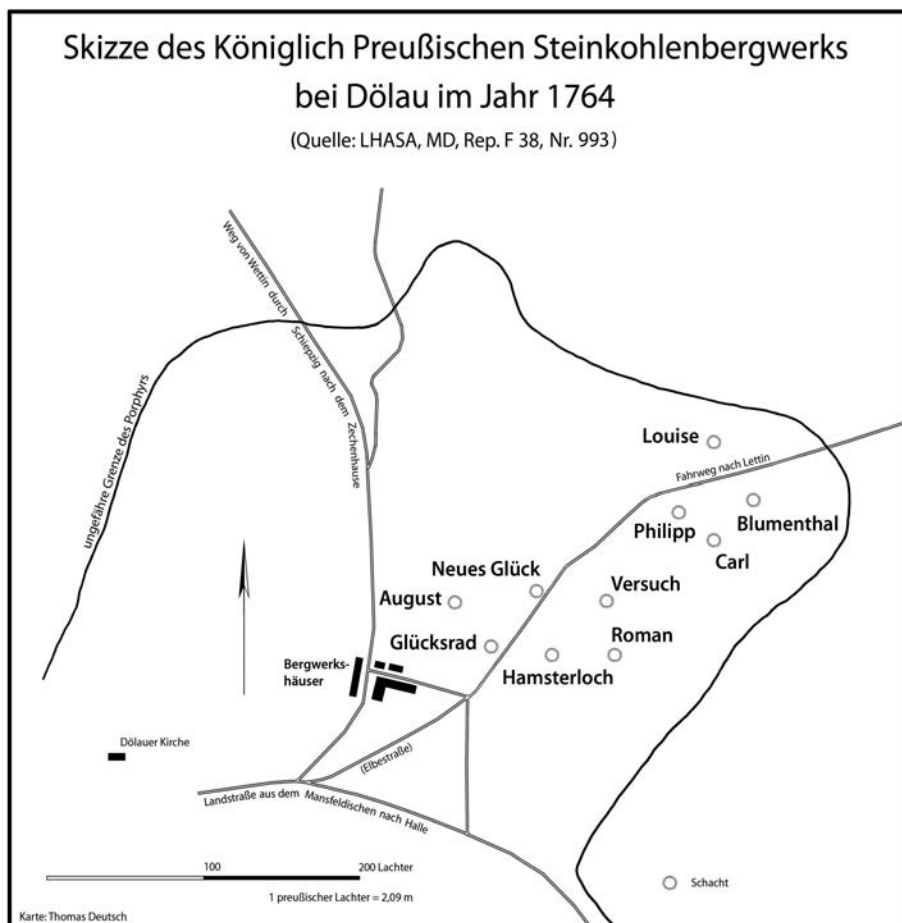 Skizze des Königlich Preußischen Steinkohlenbergwerks
bei Dölau im Jahr 1764
(Quelle: LHASA, MD, Rep. F 38, Nr. 993)
Weg von Wettin durch Schiepzig nach dem Zechenhause
ungefähre Grenze des Porphyrs
Louise
Fahrweg nach Lettin
Philipp
Blumenthal
Carl
Neues Glück
Versuch
August
Glücksrad
Roman
Hamsterloch
Bergwerks-
häuser
Dölauer Kirche
(Elbestraße)
Landstraße aus dem Mansfeldischen nach Halle
100
200 Lachter
1 preußischer Lachter = 2,09 m
Schacht
Karte: Thomas Deutsch